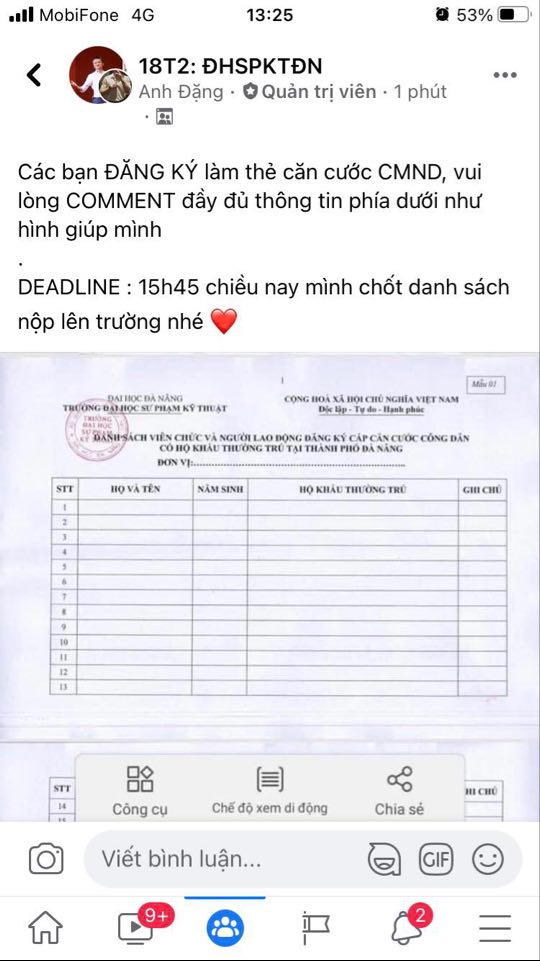 MobiFone 4G 13:25 53%
18T2: ĐHSPKTĐN
Anh Đặng · Quản trị viên · 1 phút
Các bạn ĐĂNG KÝ làm thẻ căn cước CMND, vui
lòng COMMENT đầy đủ thông tin phía dưới như
hình giúp mình
.
DEADLINE : 15h45 chiều nay mình chốt danh sách
nộp lên trường nhé ❤️
1
Mẫu 01
ĐẠI HỌC ĐÀ NẴNG
TRƯỜNG ĐẠI HỌC SƯ PHẠM KỸ THUẬT
CỘNG HOÀ XÃ HỘI CHỦ NGHĨA VIỆT NAM
Độc lập - Tự do - Hạnh phúc
TRƯỜNG
ĐẠI HỌC
SƯ PHẠM
DANH SÁCH VIÊN CHỨC VÀ NGƯỜI LAO ĐỘNG ĐĂNG KÝ CẤP CĂN CƯỚC CÔNG DÂN
CÓ HỘ KHẨU THƯỜNG TRÚ TẠI THÀNH PHỐ ĐÀ NẴNG
ĐƠN VỊ:
STT HỌ VÀ TÊN NĂM SINH HỘ KHẨU THƯỜNG TRÚ GHI CHÚ
1
2
3
4
5
6
7
8
9
10
11
12
13
STT HI CHÚ
14
15
Công cụ Chế độ xem di động Chia sẻ
Viết bình luận... GIF
9+ 2